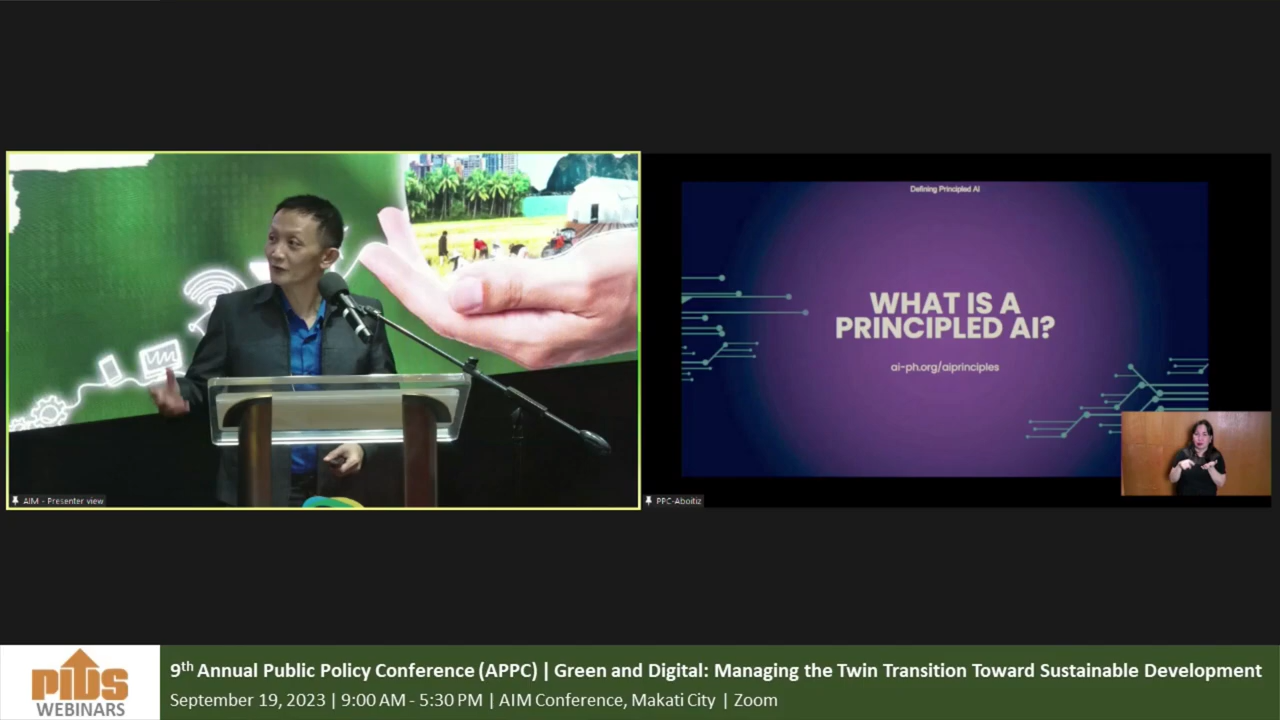 Defining Principled AI
WHAT IS A
PRINCIPLED AI?
ai-ph.org/aiprinciples
AIM - Presenter view
PPC-Aboitiz
PIDS
WEBINARS
9th Annual Public Policy Conference (APPC) | Green and Digital: Managing the Twin Transition Toward Sustainable Development
September 19, 2023 | 9:00 AM - 5:30 PM | AIM Conference, Makati City | Zoom